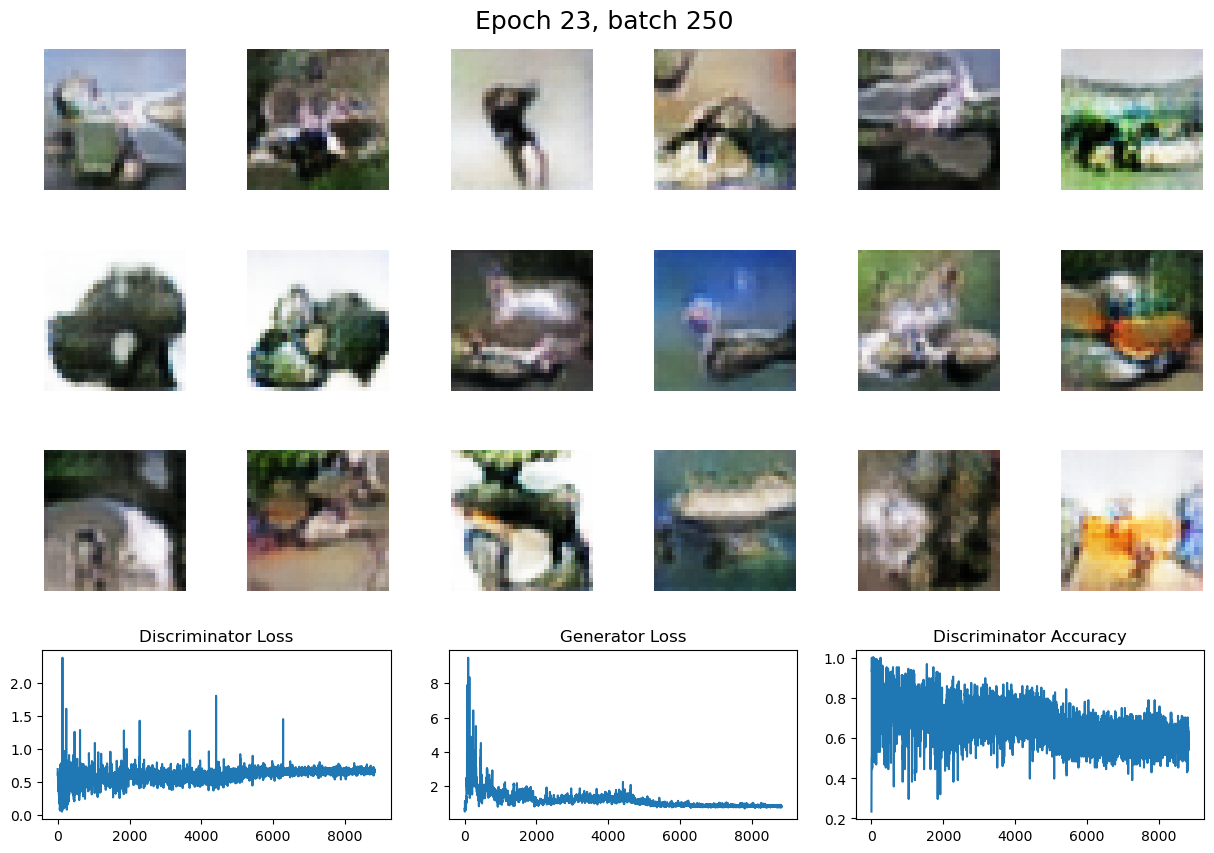 Epoch 23, batch 250
Discriminator Loss
Generator Loss
Discriminator Accuracy
2.0
1.5
1.0
0.5
0.0
0 2000 4000 6000 8000
8
6
4
2
0 2000 4000 6000 8000
1.0
0.8
0.6
0.4
0.2
0 2000 4000 6000 8000